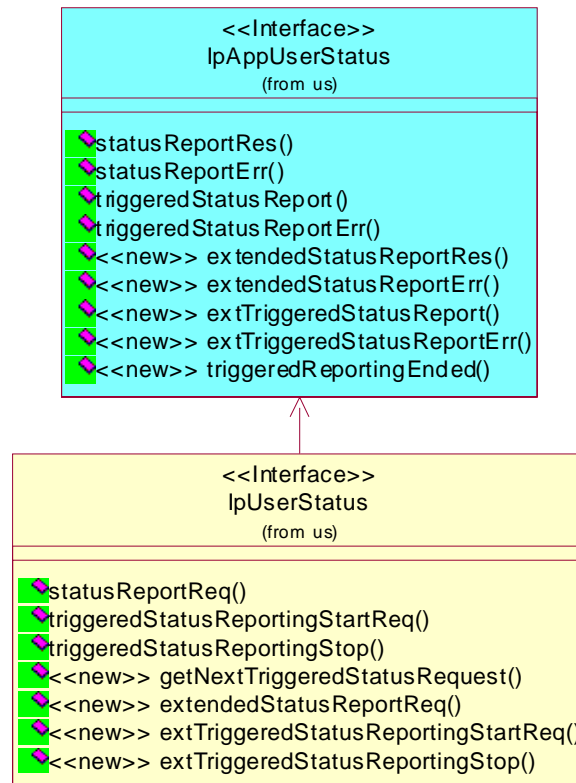 <<Interface>>
IpAppUserStatus
(from us)
statusReportRes()
statusReportErr()
triggeredStatusReport()
triggeredStatusReportErr()
<<new>> extendedStatusReportRes()
<<new>> extendedStatusReportErr()
<<new>> extTriggeredStatusReport()
<<new>> extTriggeredStatusReportErr()
<<new>> triggeredReportingEnded()
<<Interface>>
IpUserStatus
(from us)
statusReportReq()
triggeredStatusReportingStartReq()
triggeredStatusReportingStop()
<<new>> getNextTriggeredStatusRequest()
<<new>> extendedStatusReportReq()
<<new>> extTriggeredStatusReportingStartReq()
<<new>> extTriggeredStatusReportingStop()